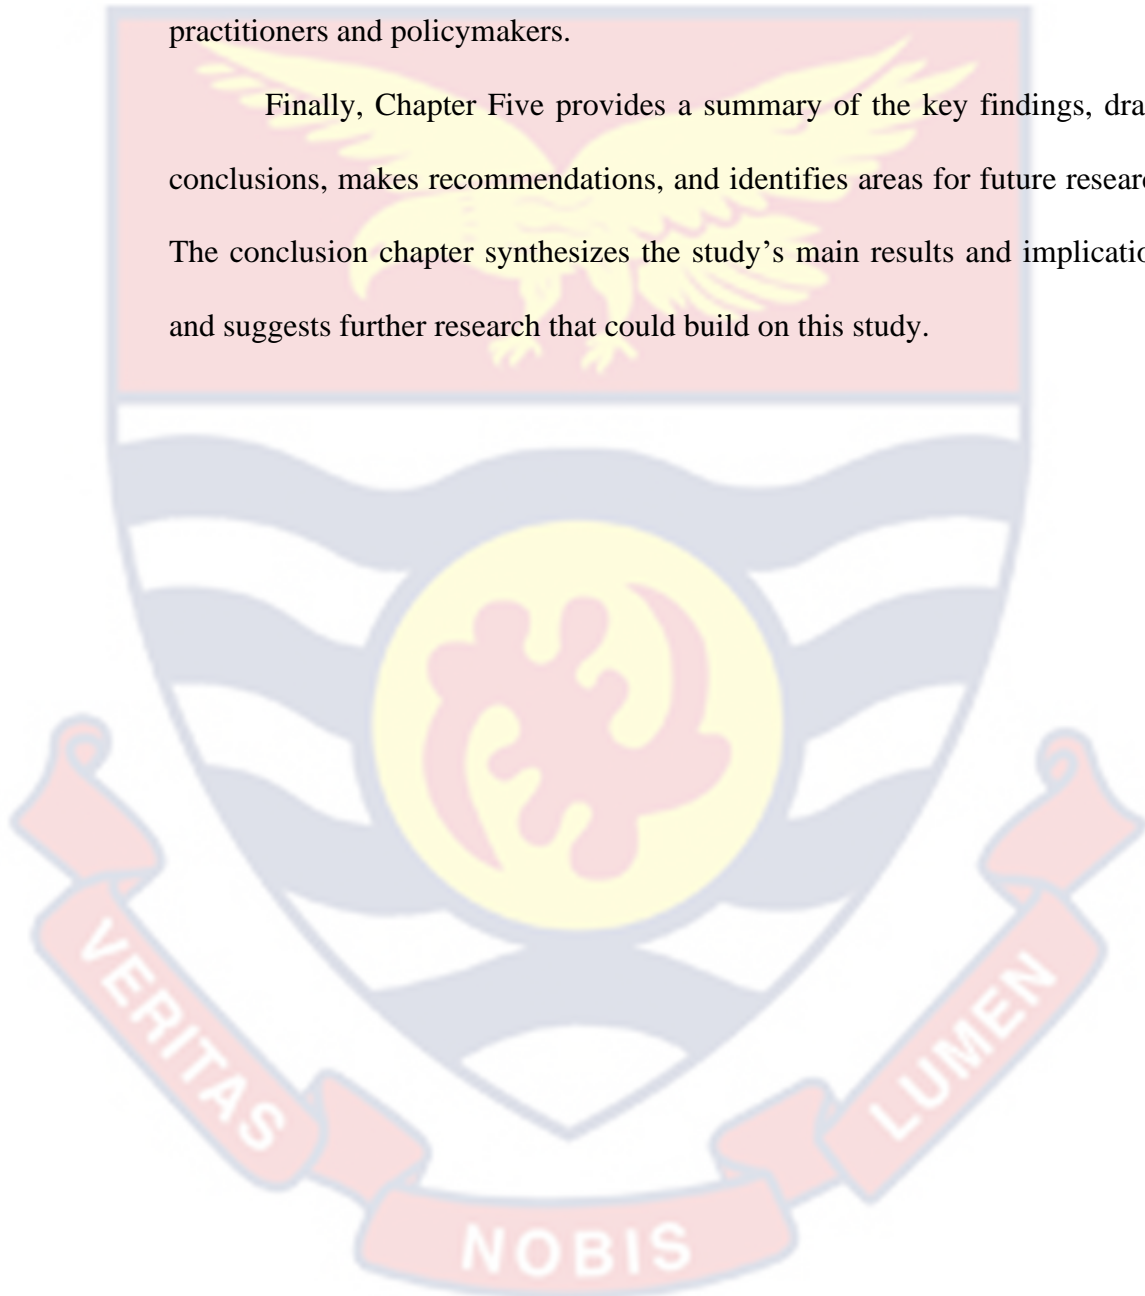 practitioners and policymakers.
Finally, Chapter Five provides a summary of the key findings, dra
conclusions, makes recommendations, and identifies areas for future resear
The conclusion chapter synthesizes the study’s main results and implicatio
and suggests further research that could build on this study.
VERITAS
NOBIS
LUMEN